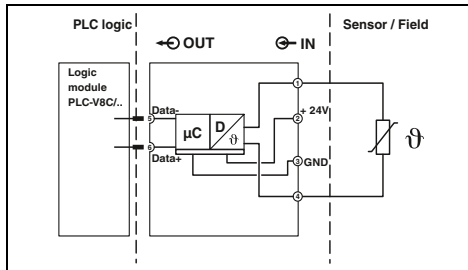 PLC logic
OUT
IN
Sensor / Field
Logic
module
PLC-V8C/..
1
+ 24V
Data-
5
µC
D
ϑ
2
ϑ
6
Data+
3
GND
4